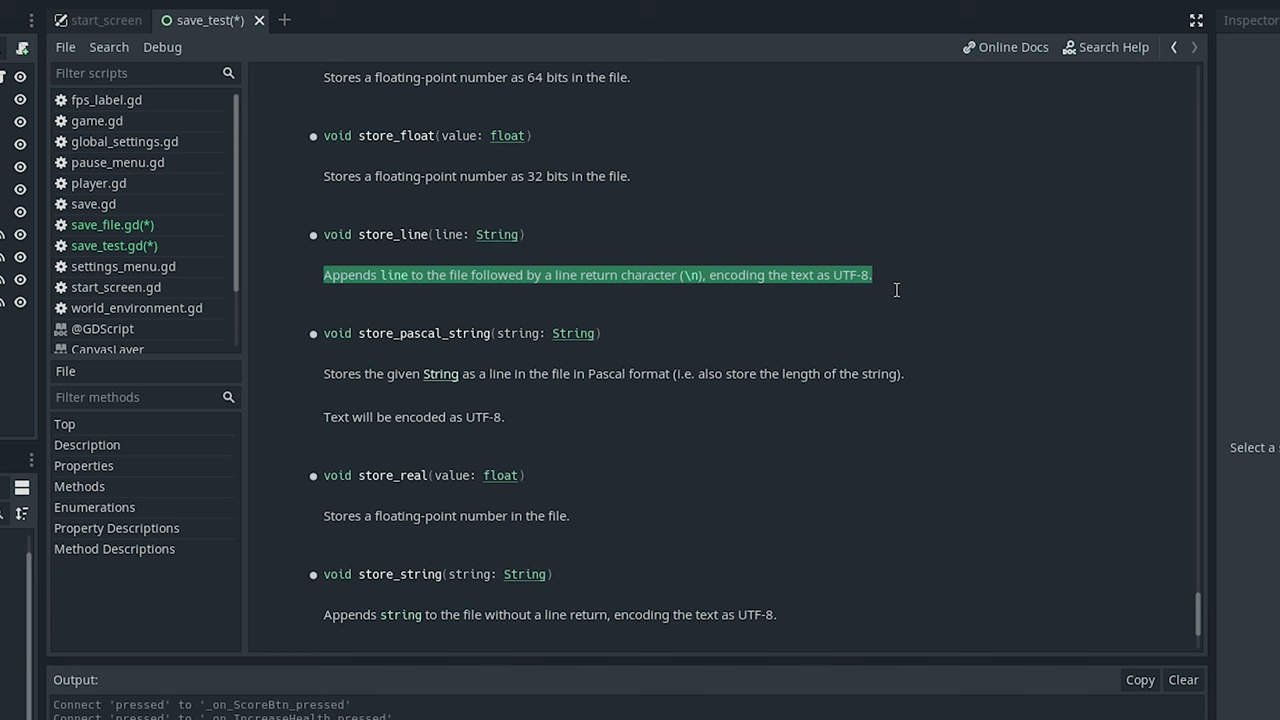 start_screen
save_test(*)
Inspector
File Search Debug
Online Docs Search Help
Filter scripts
fps_label.gd
game.gd
global_settings.gd
pause_menu.gd
player.gd
save.gd
save_file.gd(*)
save_test.gd(*)
settings_menu.gd
start_screen.gd
world_environment.gd
@GDScript
CanvasLayer
File
Filter methods
Top
Description
Properties
Methods
Enumerations
Property Descriptions
Method Descriptions
Stores a floating-point number as 64 bits in the file.
● void store_float(value: float)
Stores a floating-point number as 32 bits in the file.
● void store_line(line: String)
Appends line to the file followed by a line return character (\n), encoding the text as UTF-8.
● void store_pascal_string(string: String)
Stores the given String as a line in the file in Pascal format (i.e. also store the length of the string).
Text will be encoded as UTF-8.
● void store_real(value: float)
Stores a floating-point number in the file.
● void store_string(string: String)
Appends string to the file without a line return, encoding the text as UTF-8.
Select a
Output:
Copy Clear
Connect 'pressed' to '_on_ScoreBtn_pressed'
Connect 'pressed' to '_on_IncreaseHealth_pressed'